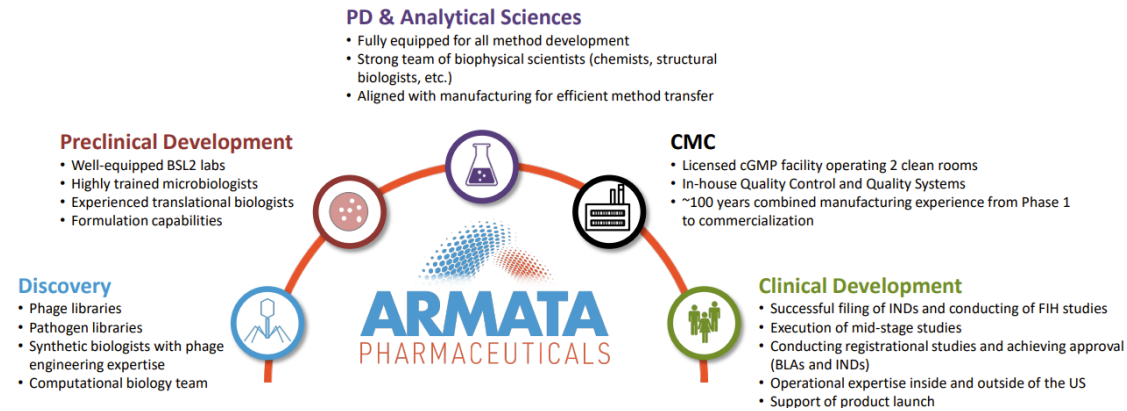 PD & Analytical Sciences
• Fully equipped for all method development
• Strong team of biophysical scientists (chemists, structural
biologists, etc.)
• Aligned with manufacturing for efficient method transfer
Preclinical Development
• Well-equipped BSL2 labs
• Highly trained microbiologists
• Experienced translational biologists
• Formulation capabilities
CMC
• Licensed cGMP facility operating 2 clean rooms
• In-house Quality Control and Quality Systems
• ~100 years combined manufacturing experience from Phase 1
to commercialization
Discovery
• Phage libraries
• Pathogen libraries
• Synthetic biologists with phage
engineering expertise
• Computational biology team
ARMATA
PHARMACEUTICALS
Clinical Development
• Successful filing of INDs and conducting of FIH studies
• Execution of mid-stage studies
• Conducting registrational studies and achieving approval
(BLAs and INDs)
• Operational expertise inside and outside of the US
• Support of product launch